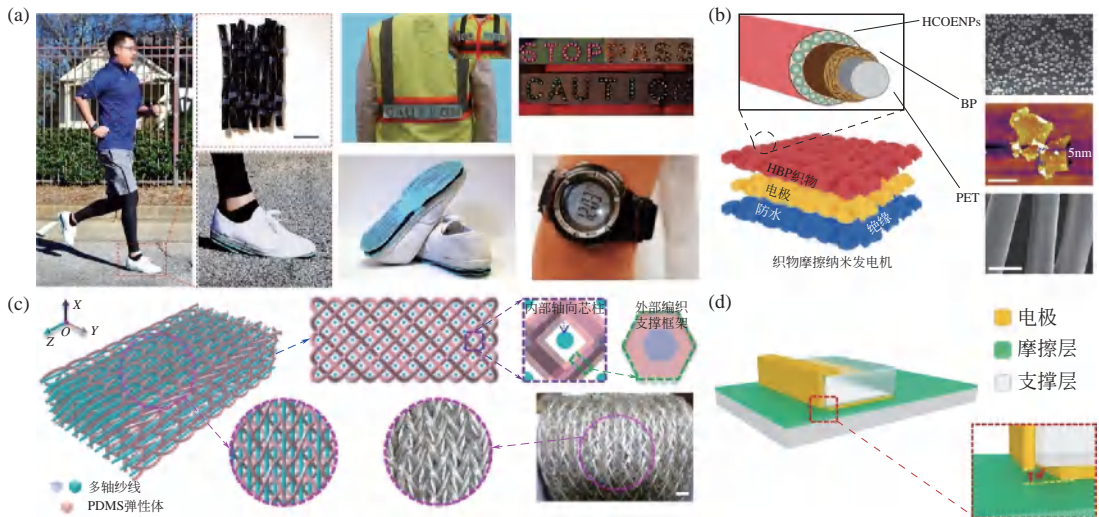 (a)
STOP PASS
CAUTIO
CAUTION
(b)
HCOENPs
BP
PET
5nm
HBP织物
电极
防水
绝缘
织物摩擦纳米发电机
(c)
X
O
Y
Z
内部轴向芯柱
外部编织
支撑框架
多轴纱线
PDMS弹性体
(d)
电极
摩擦层
支撑层